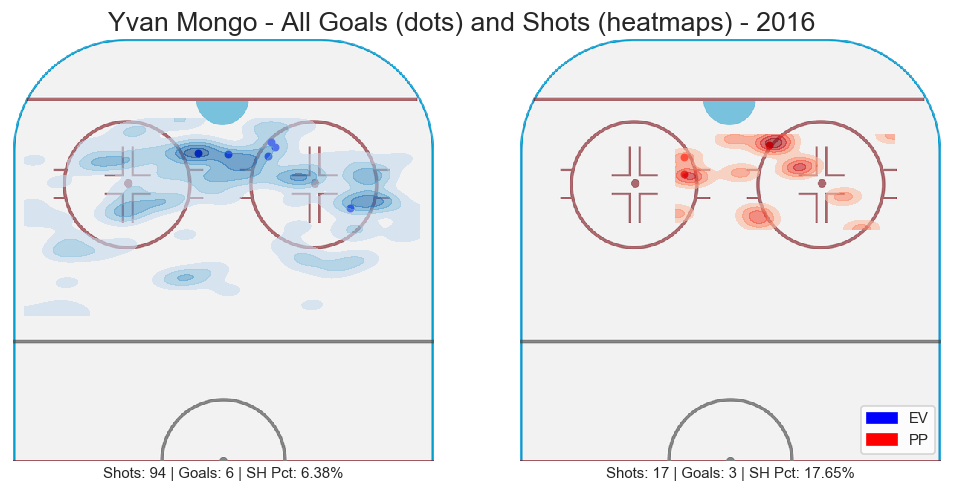 Yvan Mongo - All Goals (dots) and Shots (heatmaps) - 2016
EV
PP
Shots: 94 | Goals: 6 | SH Pct: 6.38%
Shots: 17 | Goals: 3 | SH Pct: 17.65%